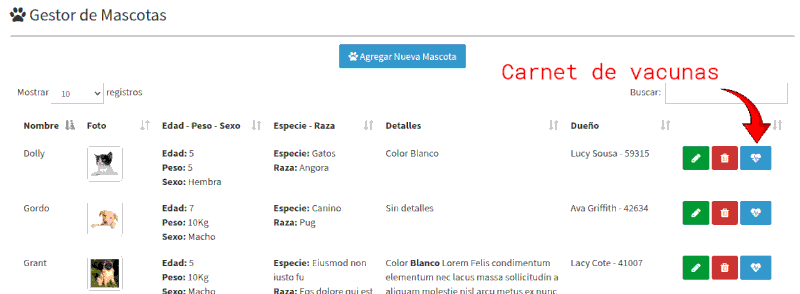 Gestor de Mascotas
Agregar Nueva Mascota
Carnet de vacunas
Mostrar 10 registros
Buscar:
Nombre Foto Edad - Peso - Sexo Especie - Raza Detalles Dueño
Dolly Edad: 5 Especie: Gatos Color Blanco Lucy Sousa - 59315
Peso: 5 Raza: Angora
Sexo: Hembra
Gordo Edad: 7 Especie: Canino Sin detalles Ava Griffith - 42634
Peso: 10Kg Raza: Pug
Sexo: Macho
Grant Edad: 5 Especie: Eiusmod non Color Blanco Lorem Felis condimentum Lacy Cote - 41007
Peso: 10Kg iusto fu elementum nec lacus massa sollicitudin a
Sexo: Macho Raza: Eos dolore qui est aliquam molestie nisl arcu metus ex nunc